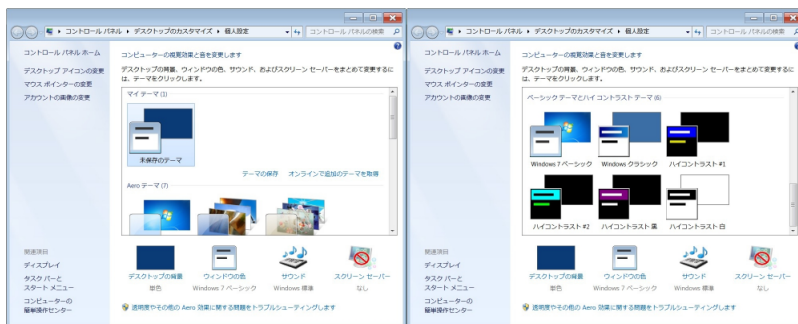 コントロール パネル ▸ デスクトップのカスタマイズ ▸ 個人設定
コントロール パネルの検索
コントロール パネル ホーム
デスクトップ アイコンの変更
マウス ポインターの変更
アカウントの画像の変更
コンピューターの視覚効果と音を変更します
デスクトップの背景、ウィンドウの色、サウンド、およびスクリーン セーバーをまとめて変更するに
は、テーマをクリックします。
マイ テーマ (1)
未保存のテーマ
テーマの保存 オンラインで追加のテーマを取得
Aero テーマ (7)
デスクトップの背景
単色
ウィンドウの色
Windows 7 ベーシック
サウンド
Windows 標準
スクリーン セーバー
なし
関連項目
ディスプレイ
タスク バーと
スタート メニュー
コンピューターの
簡単操作センター
透明度やその他の Aero 効果に関する問題をトラブルシューティングします
コントロール パネル ▸ デスクトップのカスタマイズ ▸ 個人設定
コントロール パネルの検索
コントロール パネル ホーム
デスクトップ アイコンの変更
マウス ポインターの変更
アカウントの画像の変更
コンピューターの視覚効果と音を変更します
デスクトップの背景、ウィンドウの色、サウンド、およびスクリーン セーバーをまとめて変更するに
は、テーマをクリックします。
ベーシック テーマとハイ コントラスト テーマ (6)
Windows 7 ベーシック
Windows クラシック
ハイコントラスト #1
ハイコントラスト #2
ハイコントラスト 黒
ハイコントラスト 白
デスクトップの背景
単色
ウィンドウの色
Windows 7 ベーシック
サウンド
Windows 標準
スクリーン セーバー
なし
関連項目
ディスプレイ
タスク バーと
スタート メニュー
コンピューターの
簡単操作センター
透明度やその他の Aero 効果に関する問題をトラブルシューティングします